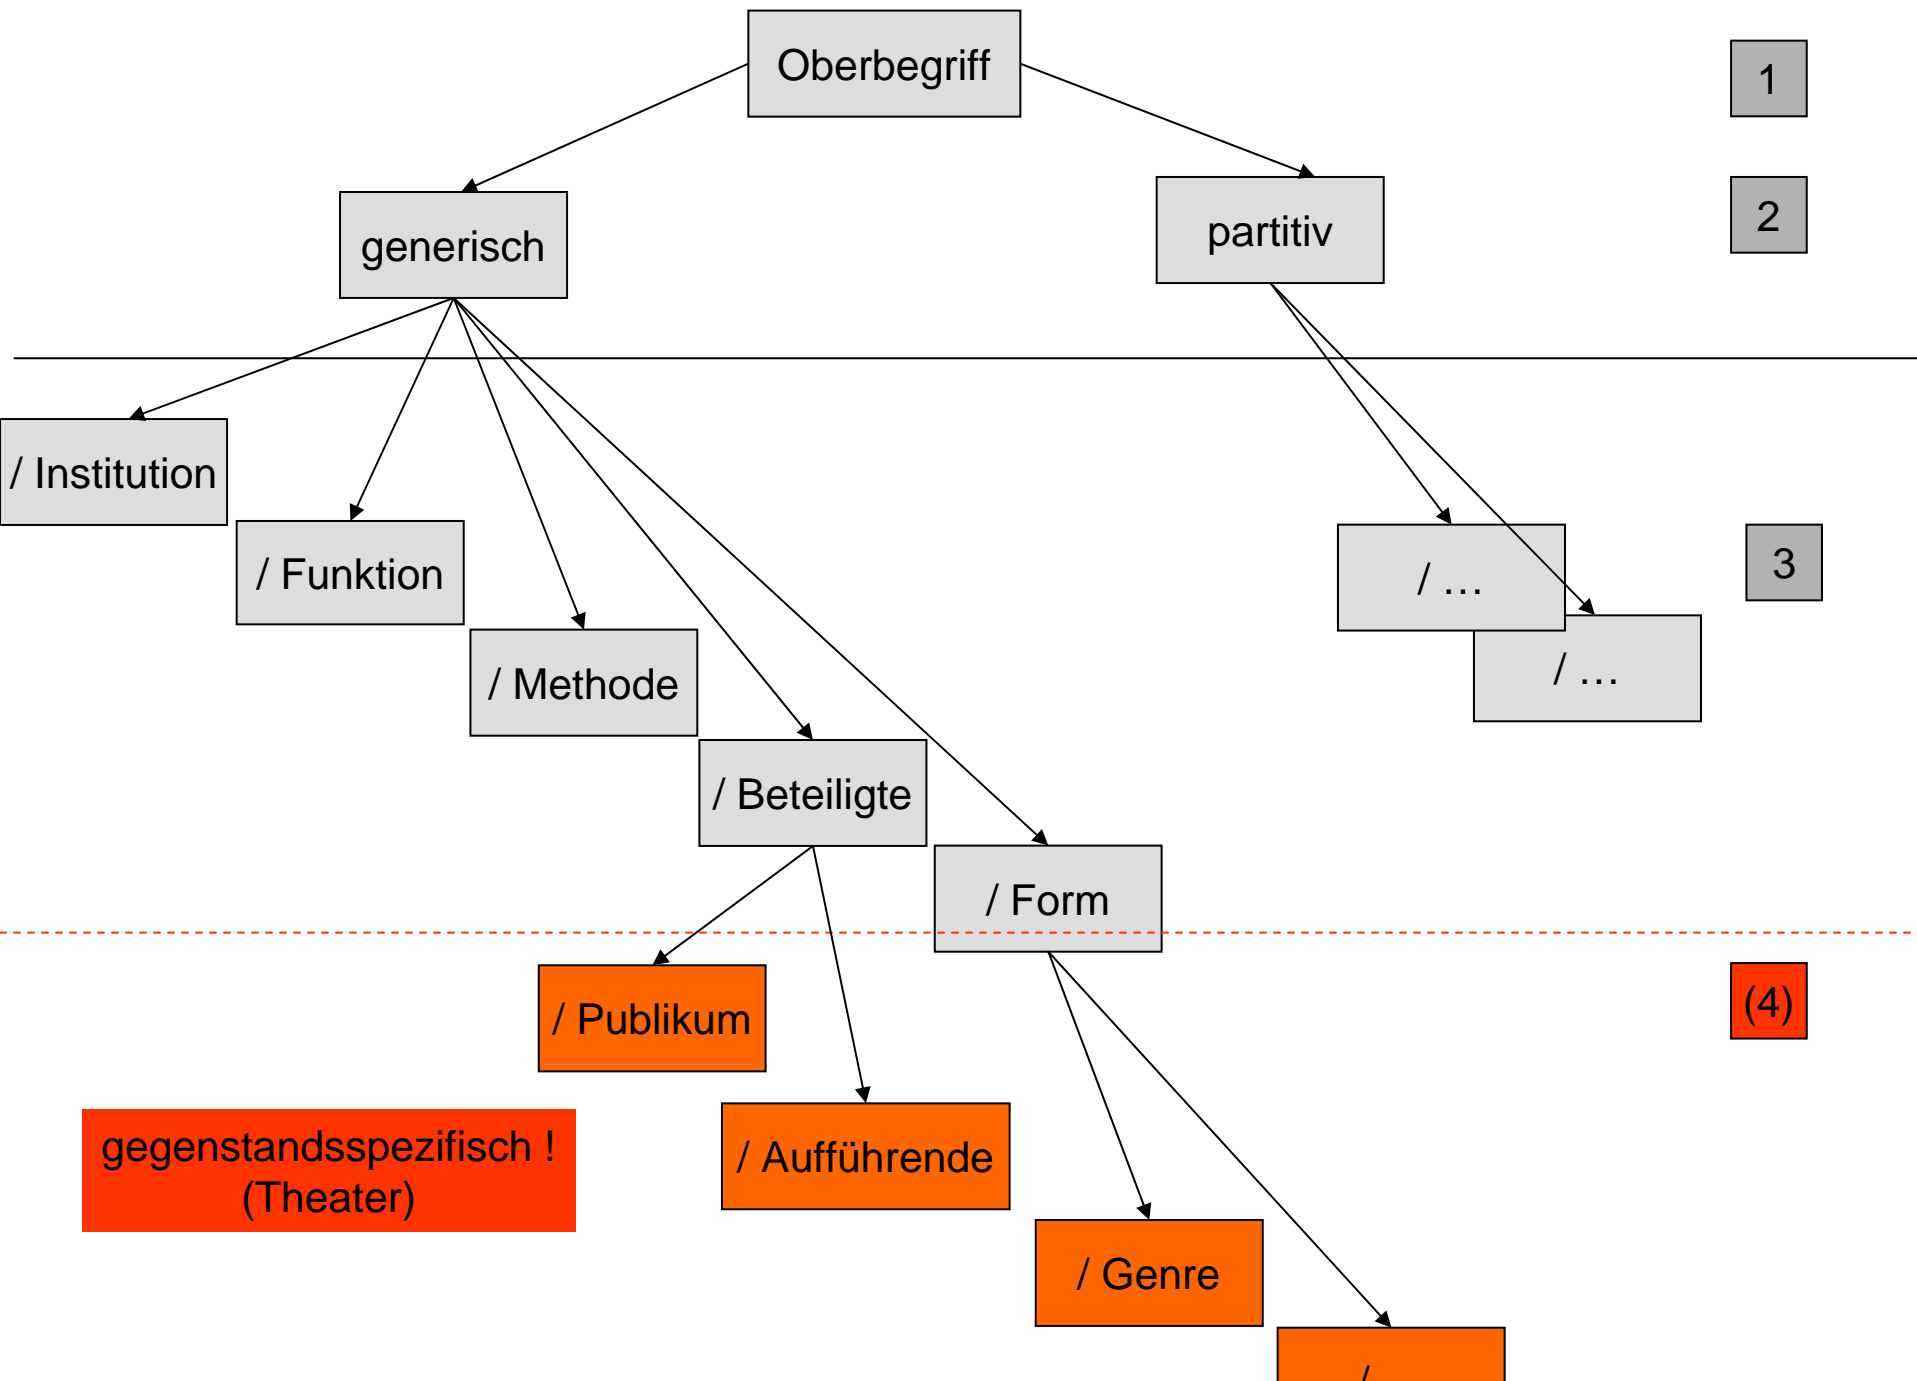 Oberbegriff
1
generisch
partitiv
2
/ Institution
/ Funktion
/ …
3
/ Methode
/ …
/ Beteiligte
/ Form
/ Publikum
(4)
gegenstandsspezifisch !
(Theater)
/ Aufführende
/ Genre
/